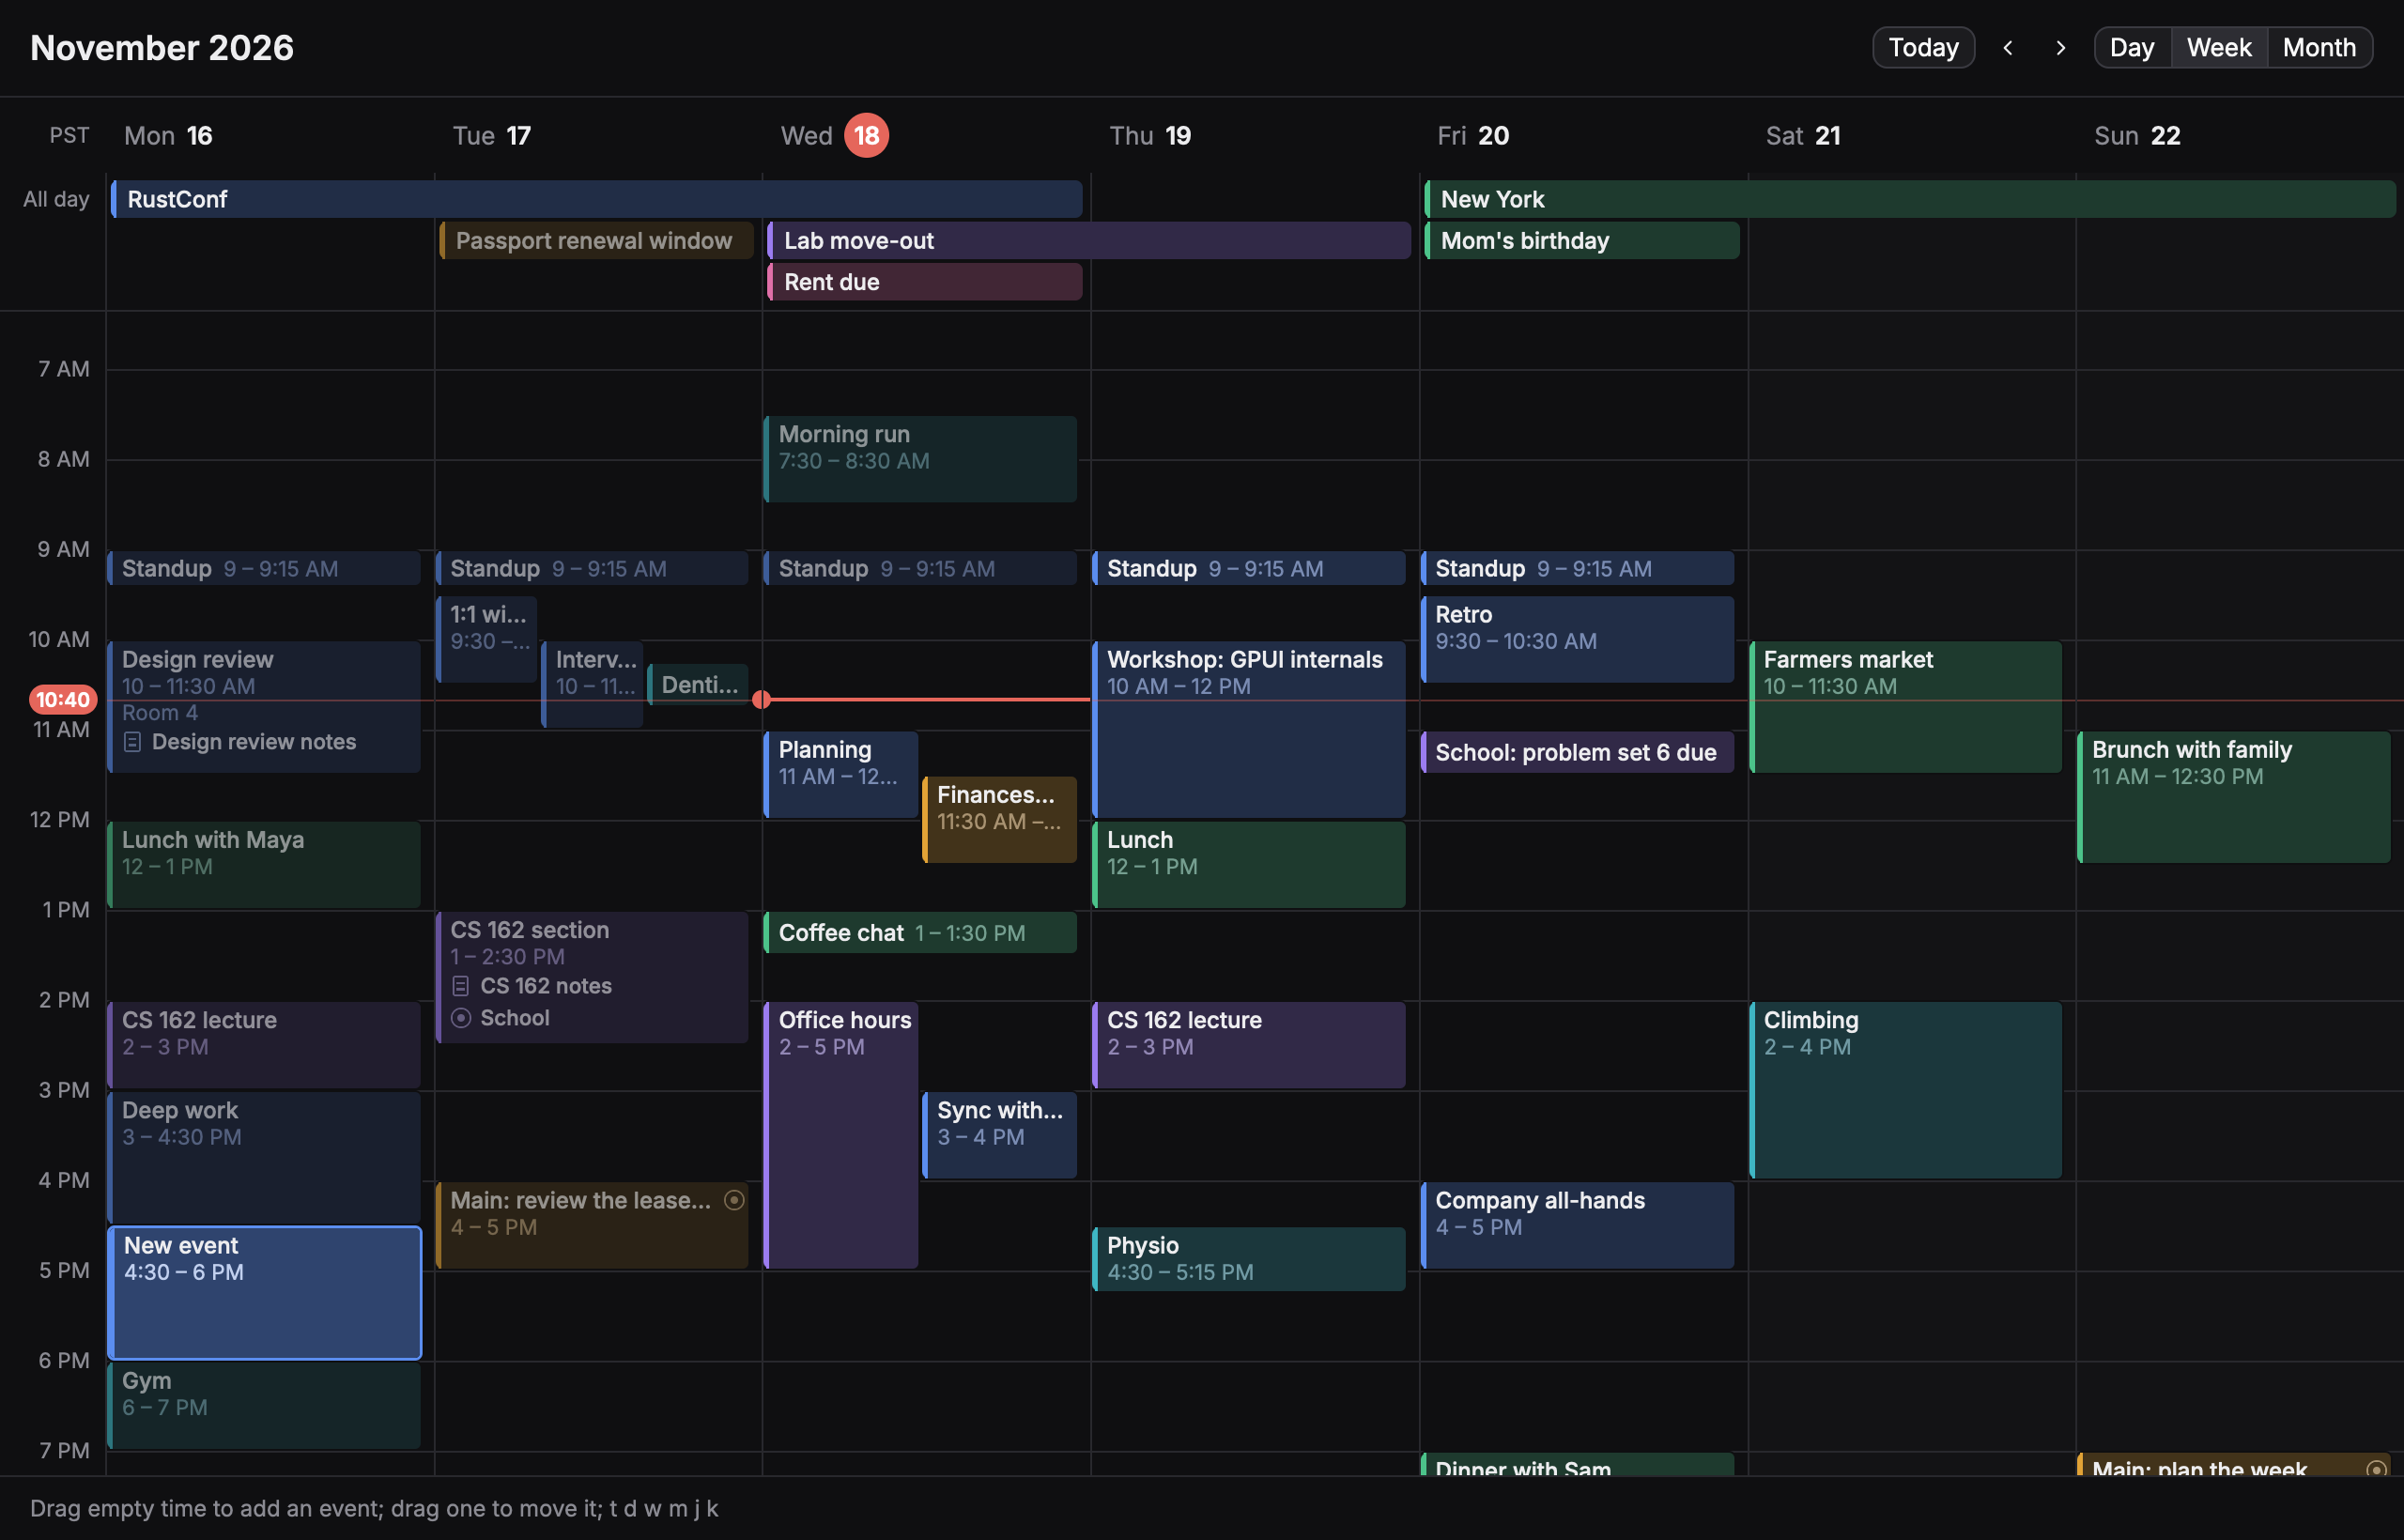 November 2026
Today
Day Week Month
PST
Mon 16
Tue 17
Wed 18
Thu 19
Fri 20
Sat 21
Sun 22
All day
RustConf
New York
Passport renewal window
Lab move-out
Mom's birthday
Rent due
7 AM
8 AM
9 AM
10 AM
10:40
11 AM
12 PM
1 PM
2 PM
3 PM
4 PM
5 PM
6 PM
7 PM
Standup 9 – 9:15 AM
Design review
10 – 11:30 AM
Room 4
Design review notes
Lunch with Maya
12 – 1 PM
CS 162 lecture
2 – 3 PM
Deep work
3 – 4:30 PM
New event
4:30 – 6 PM
Gym
6 – 7 PM
Standup 9 – 9:15 AM
1:1 wi...
9:30 –...
Interv...
10 – 11...
Denti...
CS 162 section
1 – 2:30 PM
CS 162 notes
School
Main: review the lease...
4 – 5 PM
Morning run
7:30 – 8:30 AM
Standup 9 – 9:15 AM
Planning
11 AM – 12...
Finances...
11:30 AM –...
Coffee chat 1 – 1:30 PM
Office hours
2 – 5 PM
Sync with...
3 – 4 PM
Standup 9 – 9:15 AM
Workshop: GPUI internals
10 AM – 12 PM
Lunch
12 – 1 PM
CS 162 lecture
2 – 3 PM
Physio
4:30 – 5:15 PM
Standup 9 – 9:15 AM
Retro
9:30 – 10:30 AM
School: problem set 6 due
Company all-hands
4 – 5 PM
Dinner with Sam
Farmers market
10 – 11:30 AM
Climbing
2 – 4 PM
Brunch with family
11 AM – 12:30 PM
Main: plan the week
Drag empty time to add an event; drag one to move it; t d w m j k